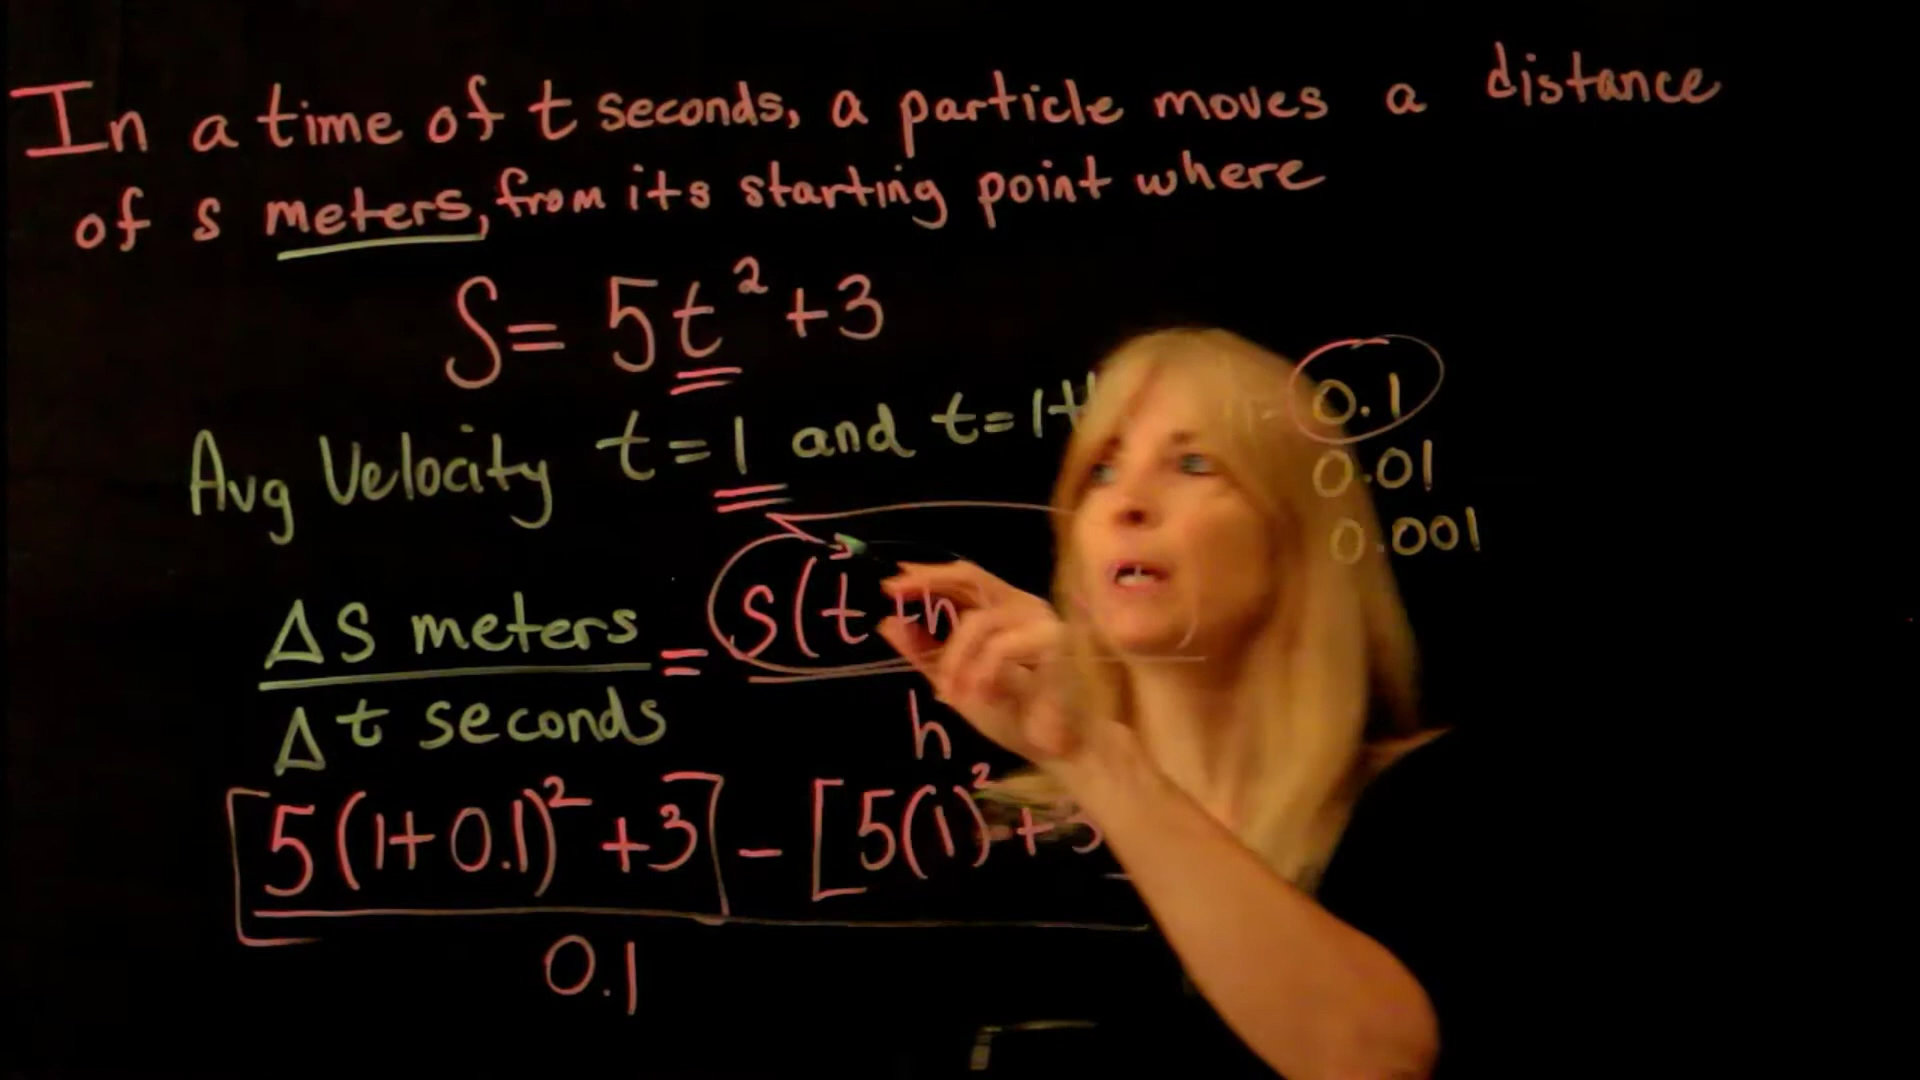 In a time of t seconds, a particle moves a distance
of s meters, from its starting point where
S = 5t² + 3
Avg Velocity t = 1 and t = 1+h h = 0.1
0.01
0.001
ΔS meters = s(t+h
Δt seconds h
[5(1+0.1)² +3] - [5(1)² + 3
0.1